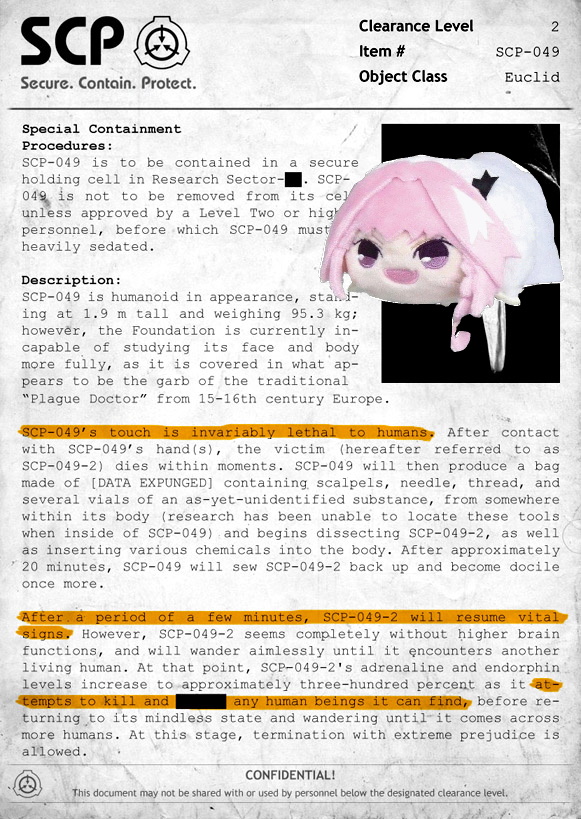 SCP
Secure. Contain. Protect.
Clearance Level 2
Item # SCP-049
Object Class Euclid
Special Containment
Procedures:
SCP-049 is to be contained in a secure
holding cell in Research Sector-██. SCP-
049 is not to be removed from its cel
unless approved by a Level Two or high
personnel, before which SCP-049 must
heavily sedated.
Description:
SCP-049 is humanoid in appearance, stand-
ing at 1.9 m tall and weighing 95.3 kg;
however, the Foundation is currently in-
capable of studying its face and body
more fully, as it is covered in what ap-
pears to be the garb of the traditional
“Plague Doctor” from 15-16th century Europe.
SCP-049’s touch is invariably lethal to humans. After contact
with SCP-049’s hand(s), the victim (hereafter referred to as
SCP-049-2) dies within moments. SCP-049 will then produce a bag
made of [DATA EXPUNGED] containing scalpels, needle, thread, and
several vials of an as-yet-unidentified substance, from somewhere
within its body (research has been unable to locate these tools
when inside of SCP-049) and begins dissecting SCP-049-2, as well
as inserting various chemicals into the body. After approximately
20 minutes, SCP-049 will sew SCP-049-2 back up and become docile
once more.
After a period of a few minutes, SCP-049-2 will resume vital
signs. However, SCP-049-2 seems completely without higher brain
functions, and will wander aimlessly until it encounters another
living human. At that point, SCP-049-2's adrenaline and endorphin
levels increase to approximately three-hundred percent as it at-
tempts to kill and ██████ any human beings it can find, before re-
turning to its mindless state and wandering until it comes across
more humans. At this stage, termination with extreme prejudice is
allowed.
CONFIDENTIAL!
This document may not be shared with or used by personnel below the designated clearance level.